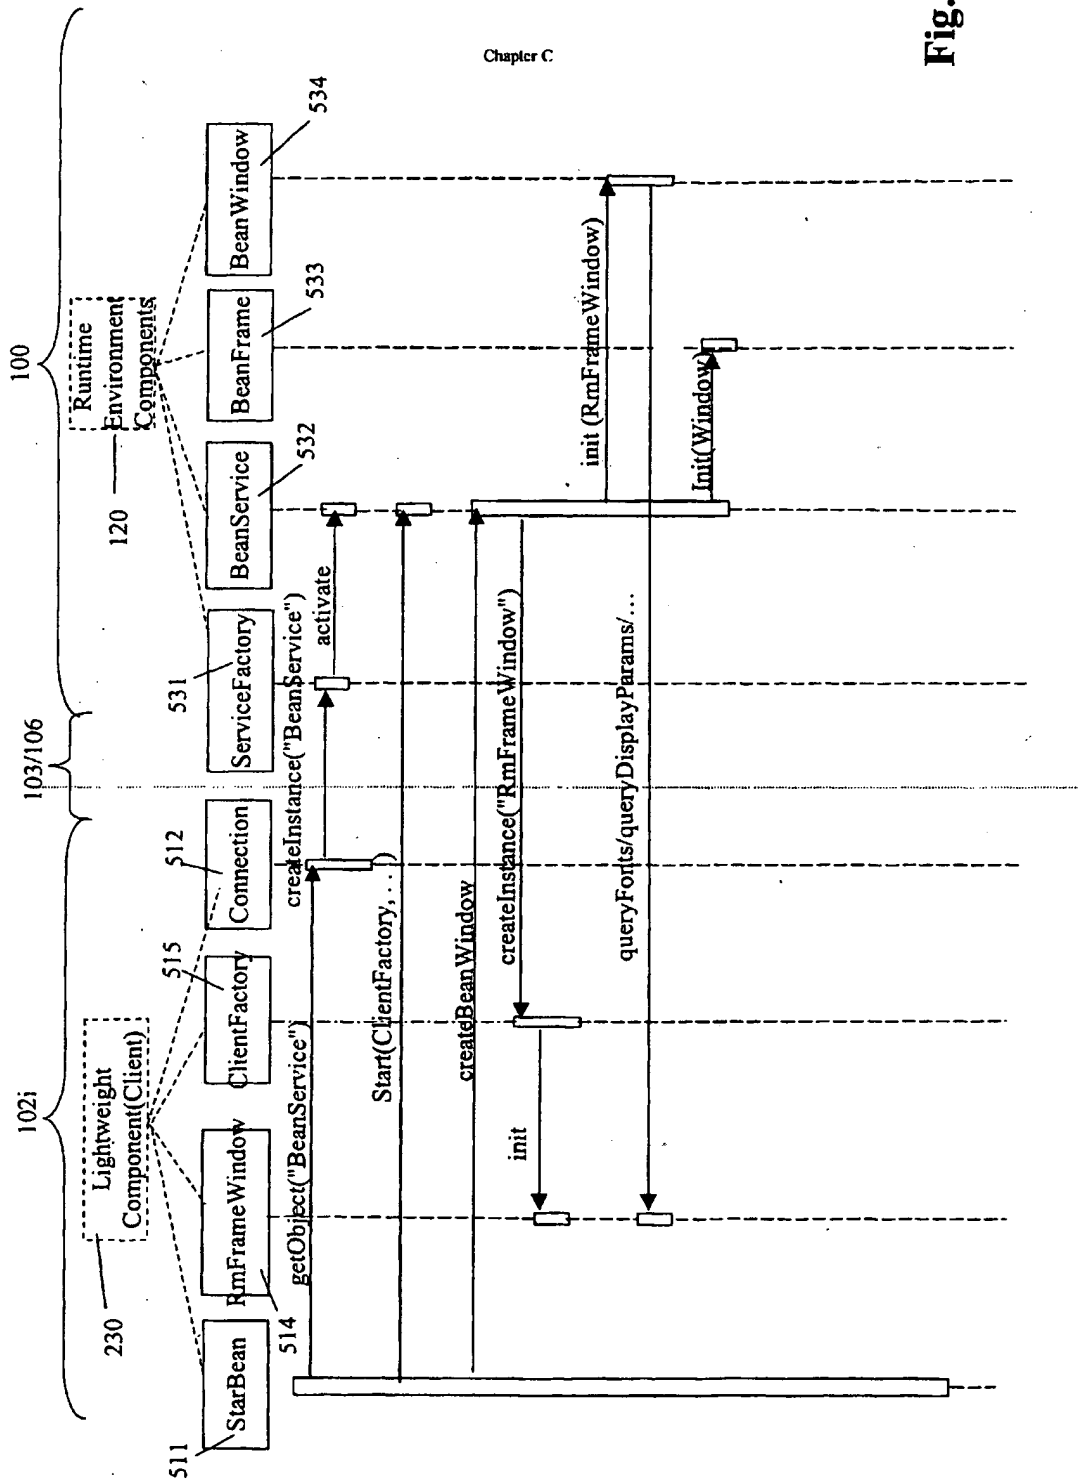 Chapter C
102i
103/106
100
Lightweight
Component(Client)
230
Runtime
Environment
Components
120
511
StarBean
RmFrameWindow
514
515
ClientFactory
512
Connection
531
ServiceFactory
BeanService
532
BeanFrame
533
BeanWindow
534
getObject("BeanService")
createInstance("BeanService")
activate
Start(ClientFactory, . . .)
createBeanWindow
createInstance("RmFrameWindow")
init
init (RmFrameWindow)
queryFonts/queryDisplayParams/...
Init(Window)
Fig.